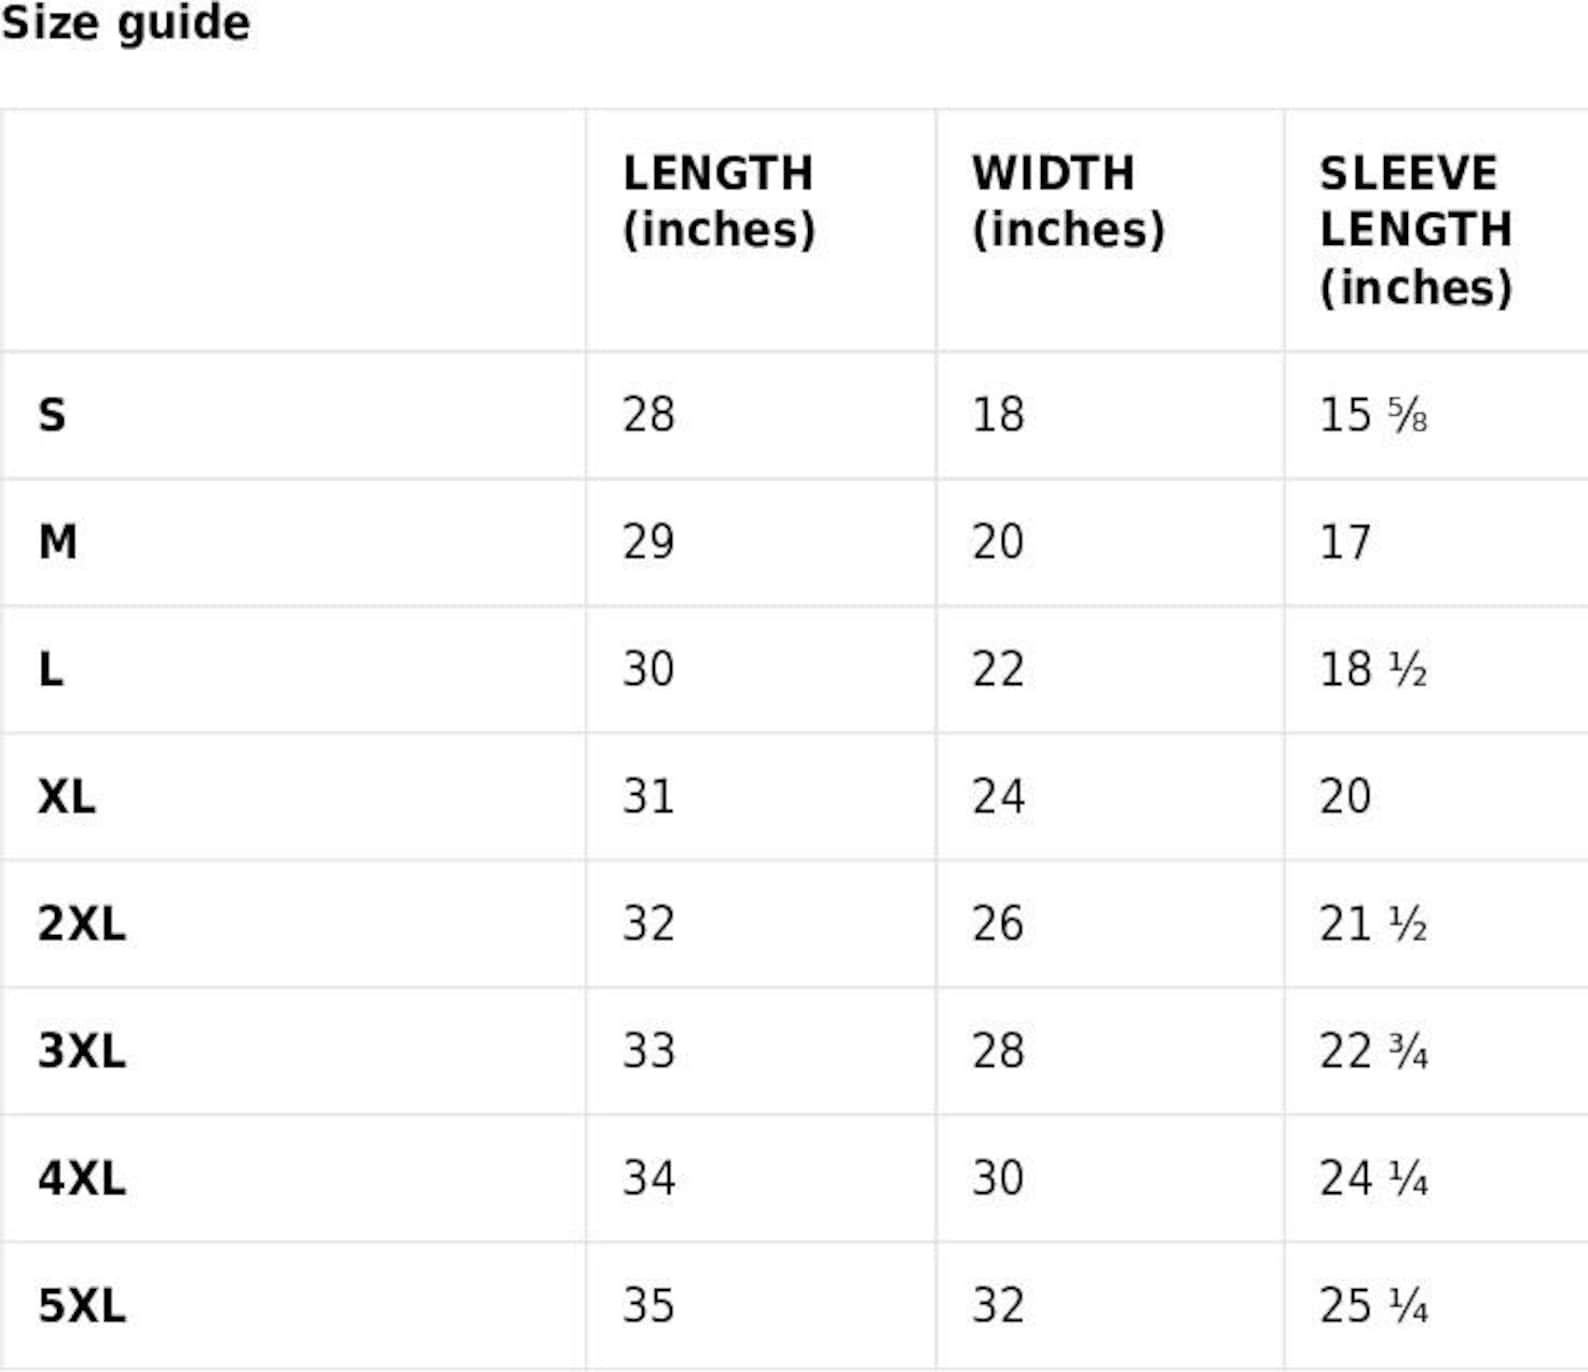 Size guide
LENGTH WIDTH SLEEVE
(inches) (inches) LENGTH
(inches)
S 28 18 15 ⅝
M 29 20 17
L 30 22 18 ½
XL 31 24 20
2XL 32 26 21 ½
3XL 33 28 22 ¾
4XL 34 30 24 ¼
5XL 35 32 25 ¼